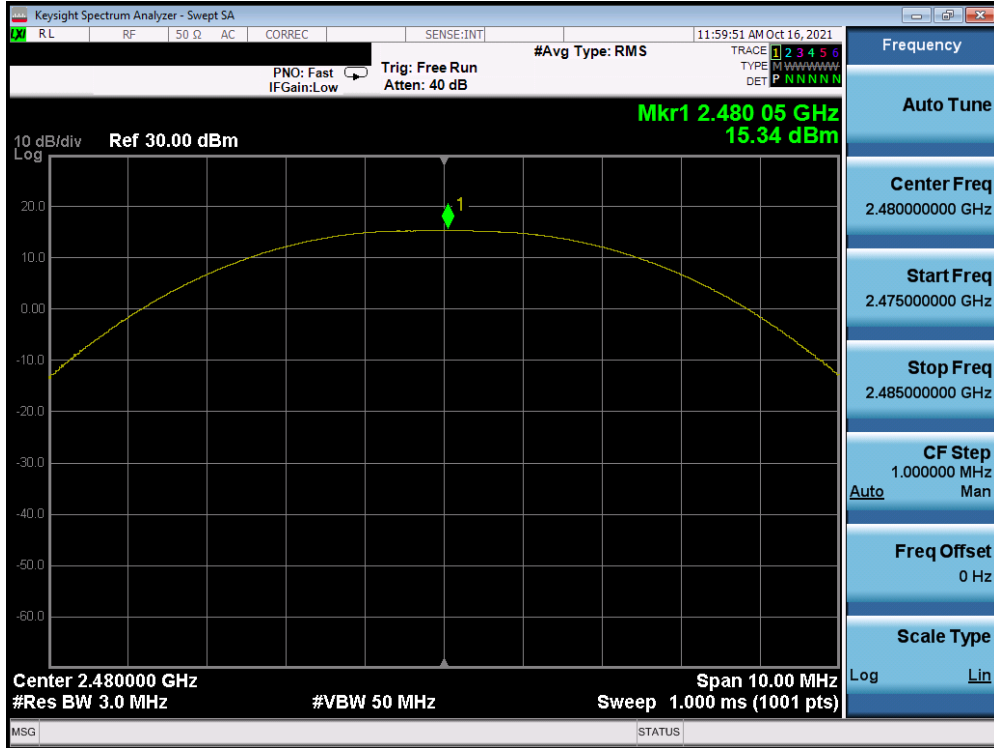 Keysight Spectrum Analyzer - Swept SA
LXI RL RF 50 Ω AC CORREC SENSE:INT 11:59:51 AM Oct 16, 2021
PNO: Fast
IFGain:Low
Trig: Free Run
Atten: 40 dB
#Avg Type: RMS
TRACE 1 2 3 4 5 6
TYPE M WWWWW
DET P N N N N N
Mkr1 2.480 05 GHz
15.34 dBm
10 dB/div Ref 30.00 dBm
Log
1
20.0
10.0
0.00
-10.0
-20.0
-30.0
-40.0
-50.0
-60.0
Center 2.480000 GHz Span 10.00 MHz
#Res BW 3.0 MHz #VBW 50 MHz Sweep 1.000 ms (1001 pts)
MSG STATUS
Frequency
Auto Tune
Center Freq
2.480000000 GHz
Start Freq
2.475000000 GHz
Stop Freq
2.485000000 GHz
CF Step
1.000000 MHz
Auto Man
Freq Offset
0 Hz
Scale Type
Log Lin